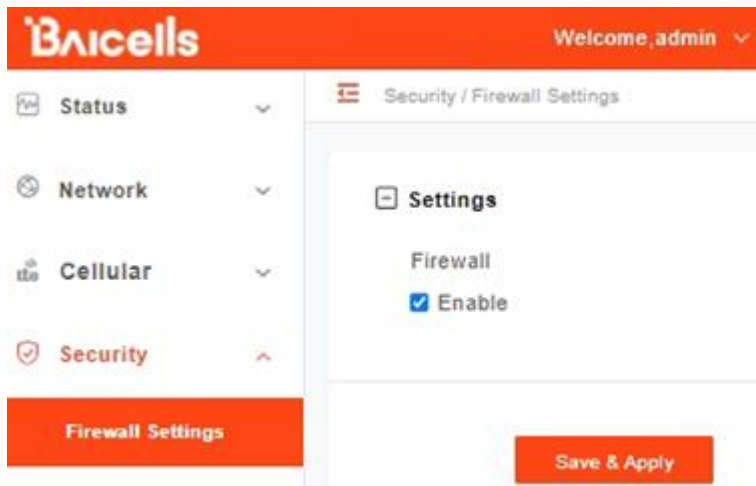 Baicells
Welcome,admin
Status
Network
Cellular
Security
Firewall Settings
Security / Firewall Settings
Settings
Firewall
Enable
Save & Apply